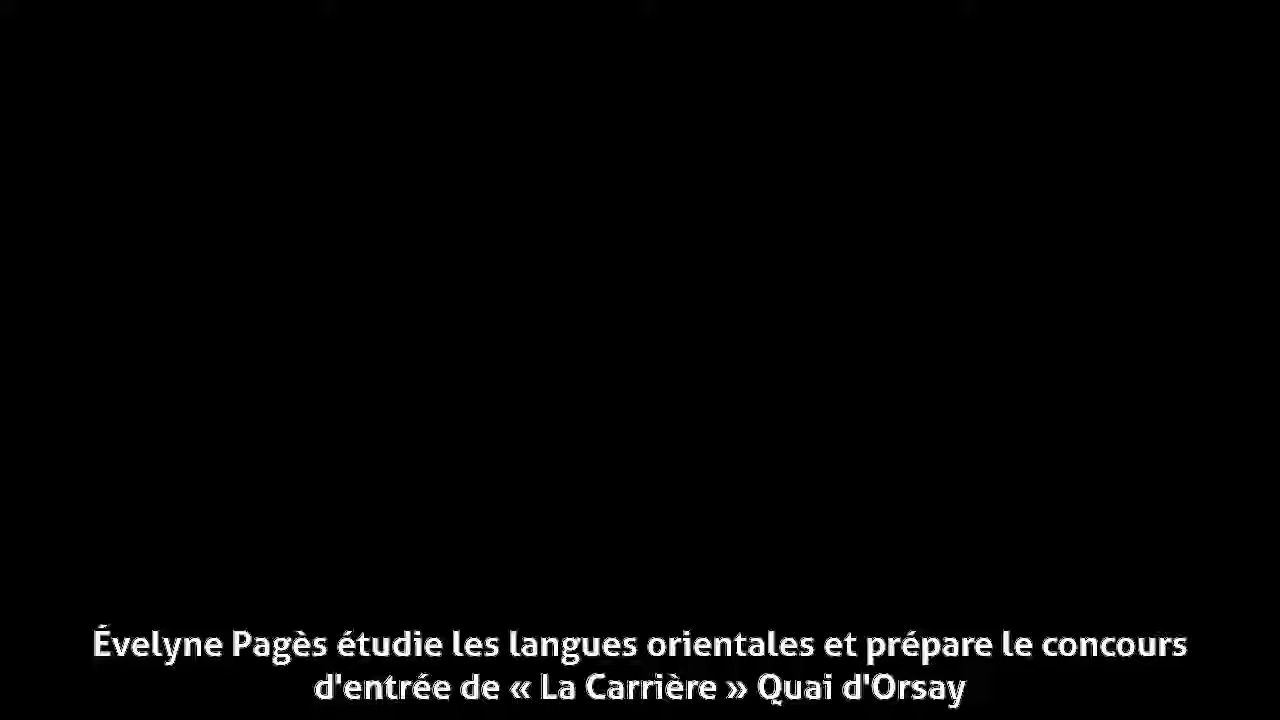 Évelyne Pagès étudie les langues orientales et prépare le concours
d'entrée de « La Carrière » Quai d'Orsay